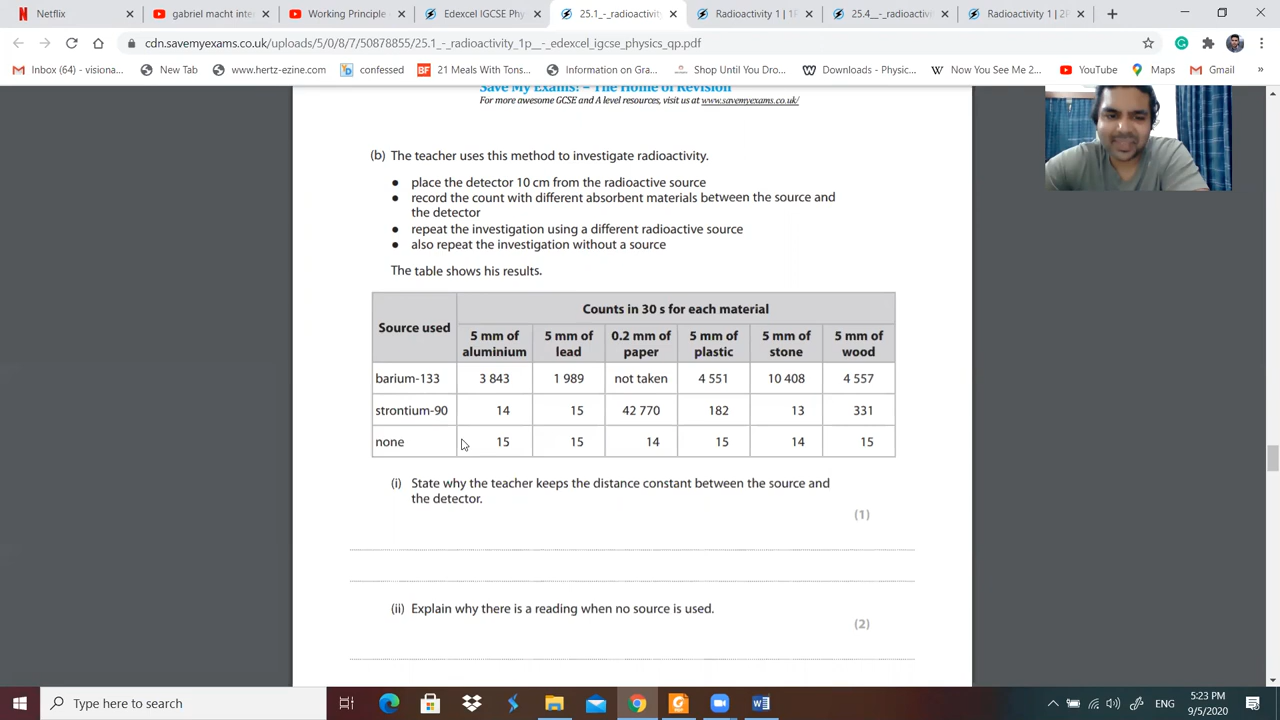 Netflix
gabriel macht inte
Working Principle
Edexcel IGCSE Phy
25.1_-_radioactivity
Radioactivity 1 | 1P
25.4__-_radioactivit
Radioactivity 1 | 2P
cdn.savemyexams.co.uk/uploads/5/0/8/7/50878855/25.1_-_radioactivity_1p__-_edexcel_igcse_physics_qp.pdf
Inbox (64) - visiona...
New Tab
www.hertz-ezine.com
confessed
21 Meals With Tons...
Information on Gra...
Shop Until You Dro...
Downloads - Physic...
Now You See Me 2...
YouTube
Maps
Gmail
Save My Exams! – The Home of Revision
For more awesome GCSE and A level resources, visit us at www.savemyexams.co.uk/
(b) The teacher uses this method to investigate radioactivity.
● place the detector 10 cm from the radioactive source
● record the count with different absorbent materials between the source and
the detector
● repeat the investigation using a different radioactive source
● also repeat the investigation without a source
The table shows his results.
Source used
Counts in 30 s for each material
5 mm of aluminium
5 mm of lead
0.2 mm of paper
5 mm of plastic
5 mm of stone
5 mm of wood
barium-133 3 843 1 989 not taken 4 551 10 408 4 557
strontium-90 14 15 42 770 182 13 331
none 15 15 14 15 14 15
(i) State why the teacher keeps the distance constant between the source and
the detector.
(1)
(ii) Explain why there is a reading when no source is used.
(2)
Type here to search
ENG
5:23 PM
9/5/2020